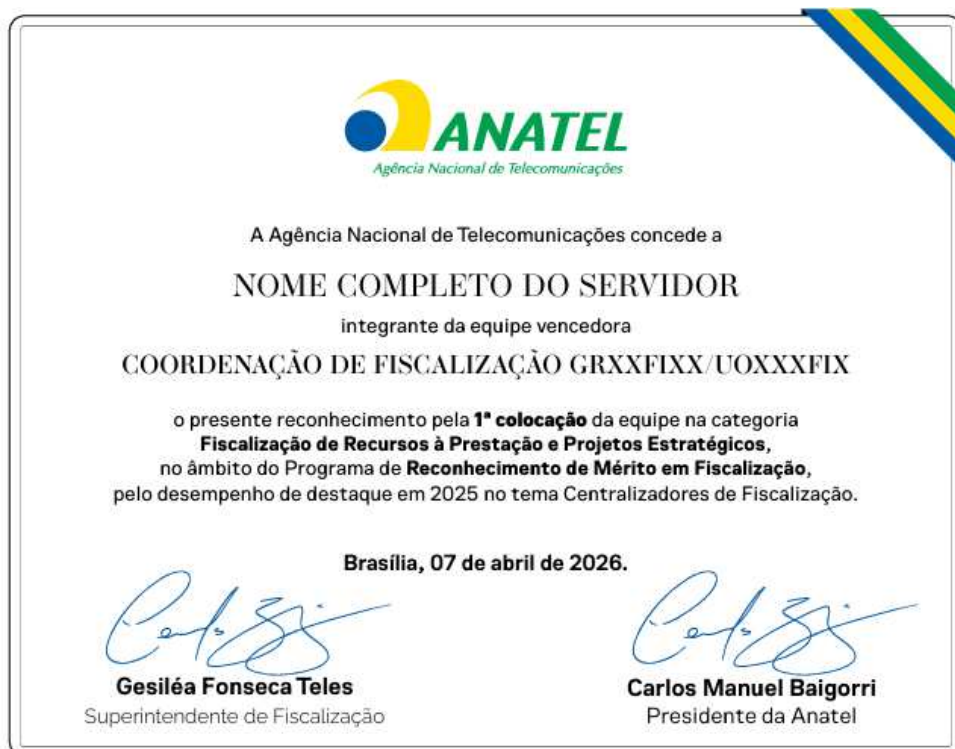 ANATEL
Agência Nacional de Telecomunicações
A Agência Nacional de Telecomunicações concede a
NOME COMPLETO DO SERVIDOR
integrante da equipe vencedora
COORDENAÇÃO DE FISCALIZAÇÃO GRXXFIXX/UOXXXFIX
o presente reconhecimento pela 1ª colocação da equipe na categoria
Fiscalização de Recursos à Prestação e Projetos Estratégicos,
no âmbito do Programa de Reconhecimento de Mérito em Fiscalização,
pelo desempenho de destaque em 2025 no tema Centralizadores de Fiscalização.
Brasília, 07 de abril de 2026.
Gesiléa Fonseca Teles
Superintendente de Fiscalização
Carlos Manuel Baigorri
Presidente da Anatel